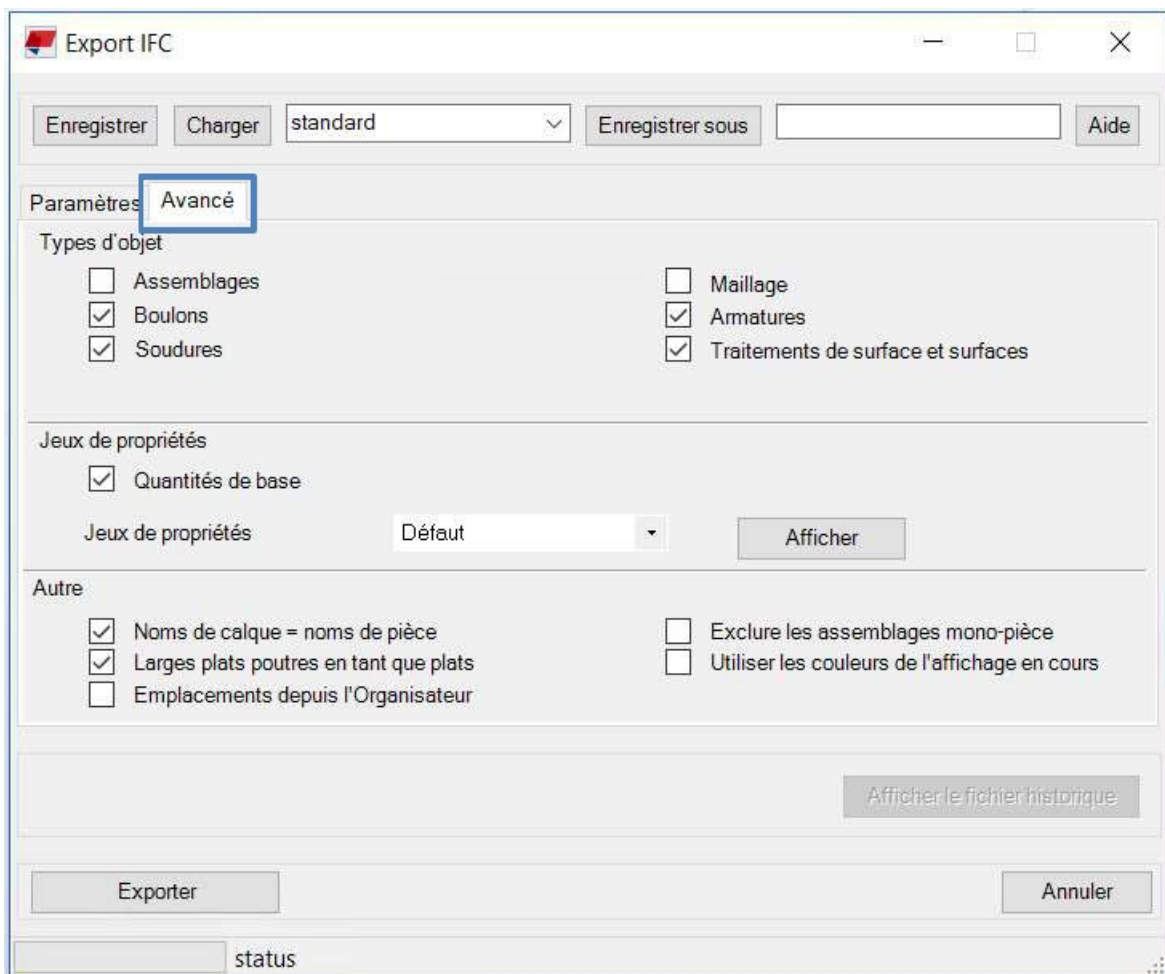 Export IFC
Enregistrer Charger standard Enregistrer sous Aide
Paramètres Avancé
Types d'objet
Assemblages Maillage
Boulons Armatures
Soudures Traitements de surface et surfaces
Jeux de propriétés
Quantités de base
Jeux de propriétés Défaut Afficher
Autre
Noms de calque = noms de pièce Exclure les assemblages mono-pièce
Larges plats poutres en tant que plats Utiliser les couleurs de l'affichage en cours
Emplacements depuis l'Organisateur
Afficher le fichier historique
Exporter Annuler
status